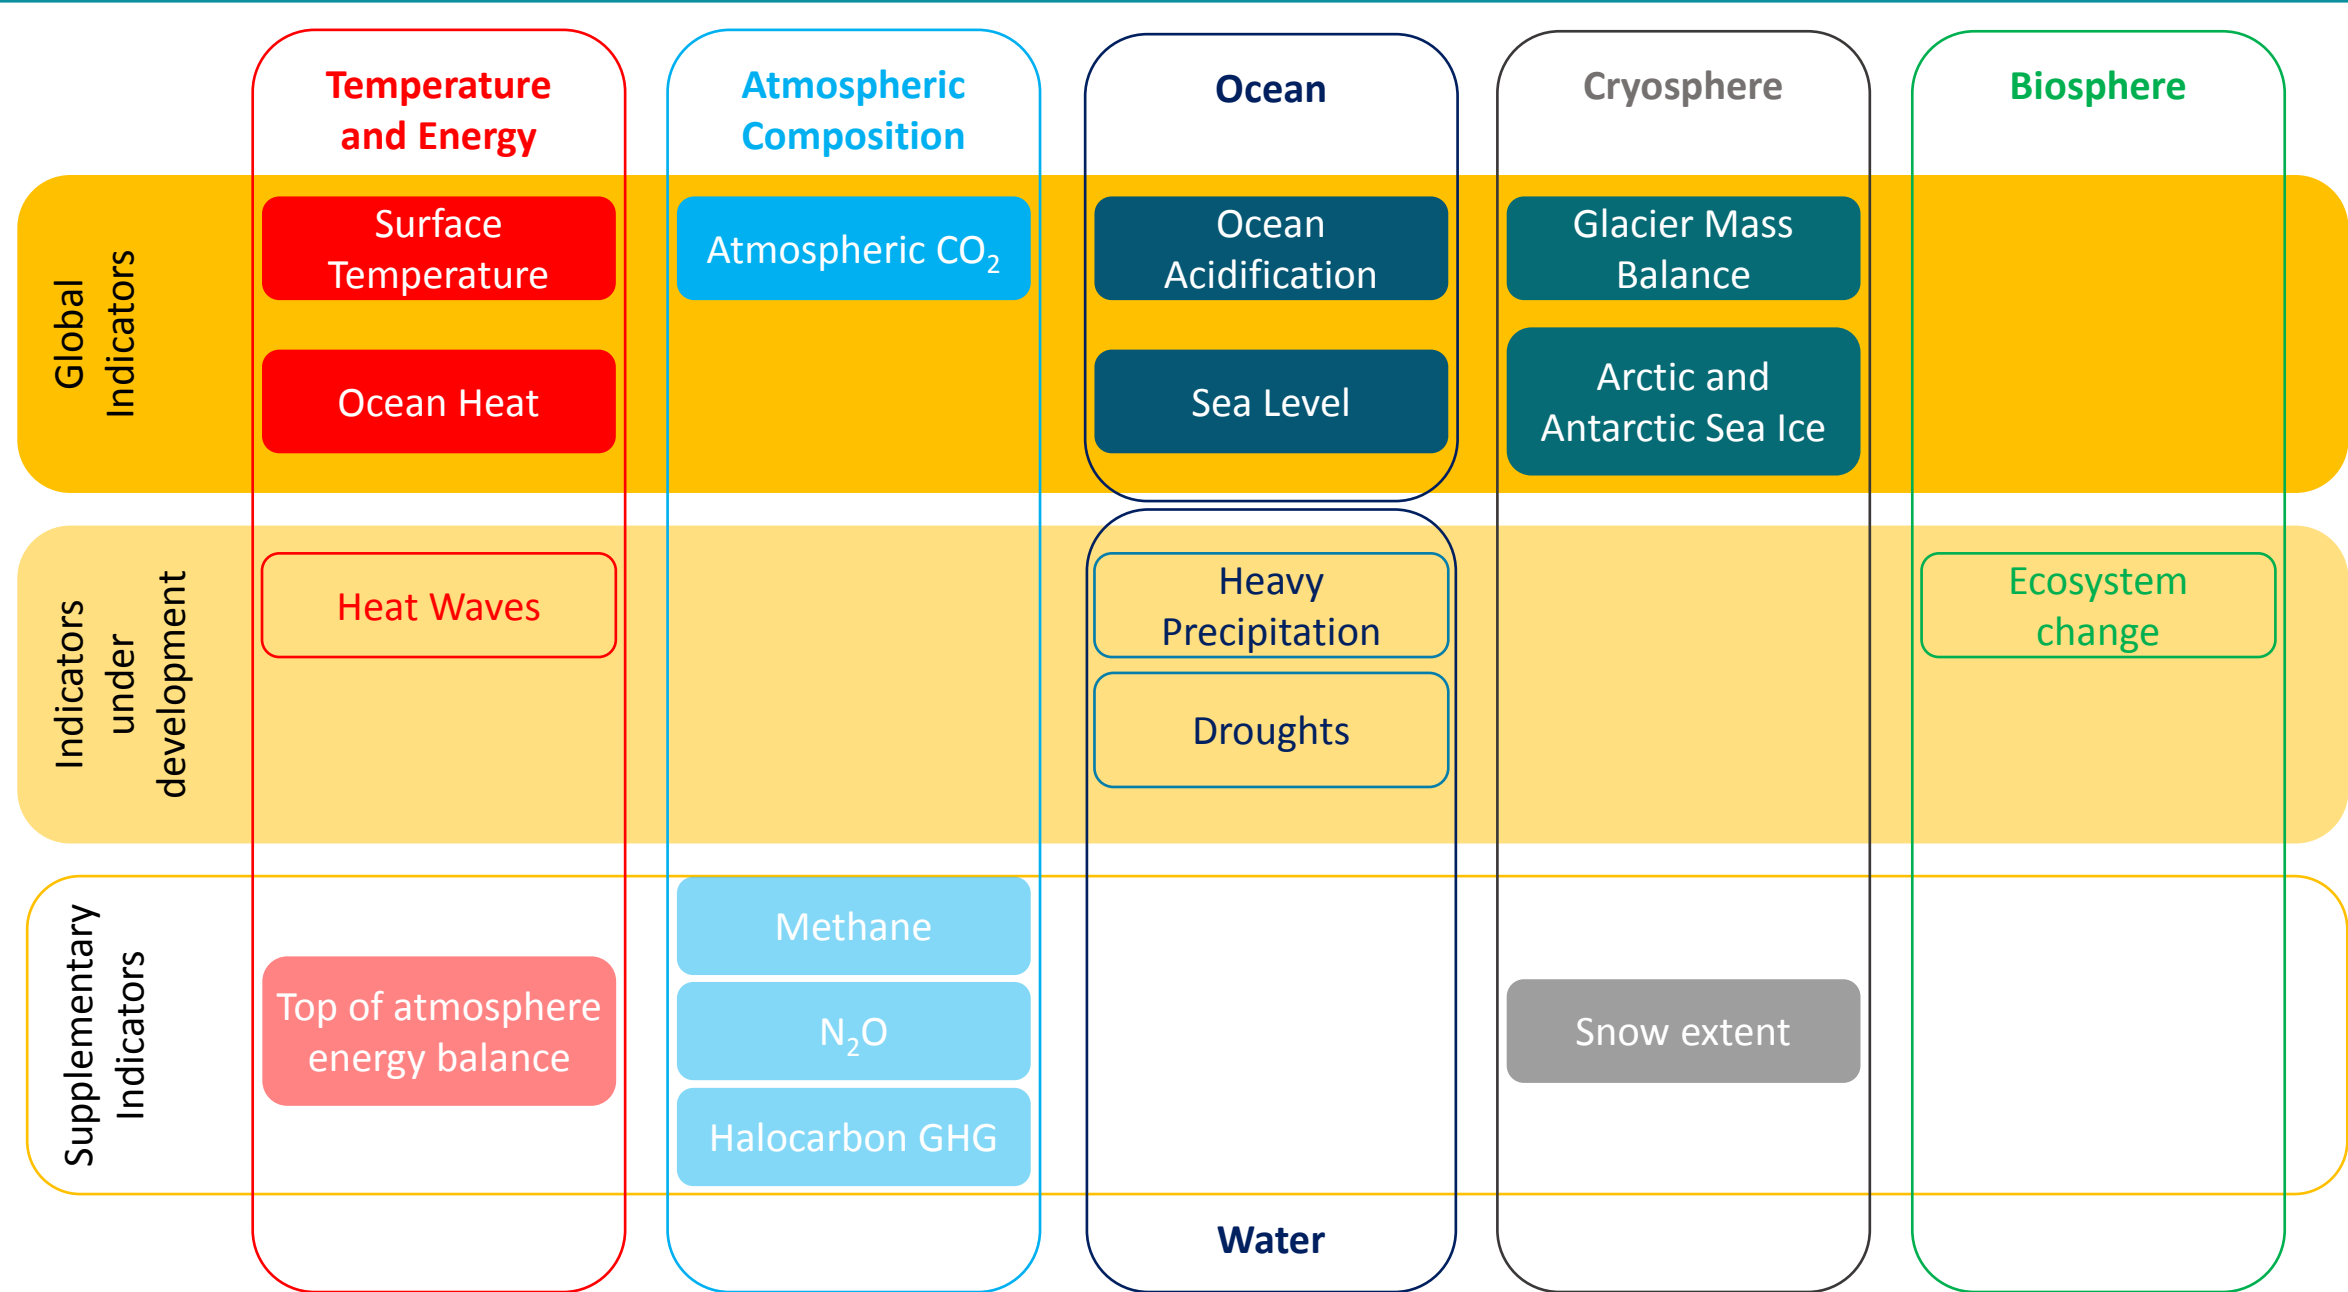 Temperature
and Energy
Atmospheric
Composition
Ocean
Cryosphere
Biosphere
Global
Indicators
Surface
Temperature
Atmospheric CO₂
Ocean
Acidification
Glacier Mass
Balance
Ocean Heat
Sea Level
Arctic and
Antarctic Sea Ice
Indicators
under
development
Heat Waves
Heavy
Precipitation
Ecosystem
change
Droughts
Supplementary
Indicators
Top of atmosphere
energy balance
Methane
N₂O
Halocarbon GHG
Snow extent
Water